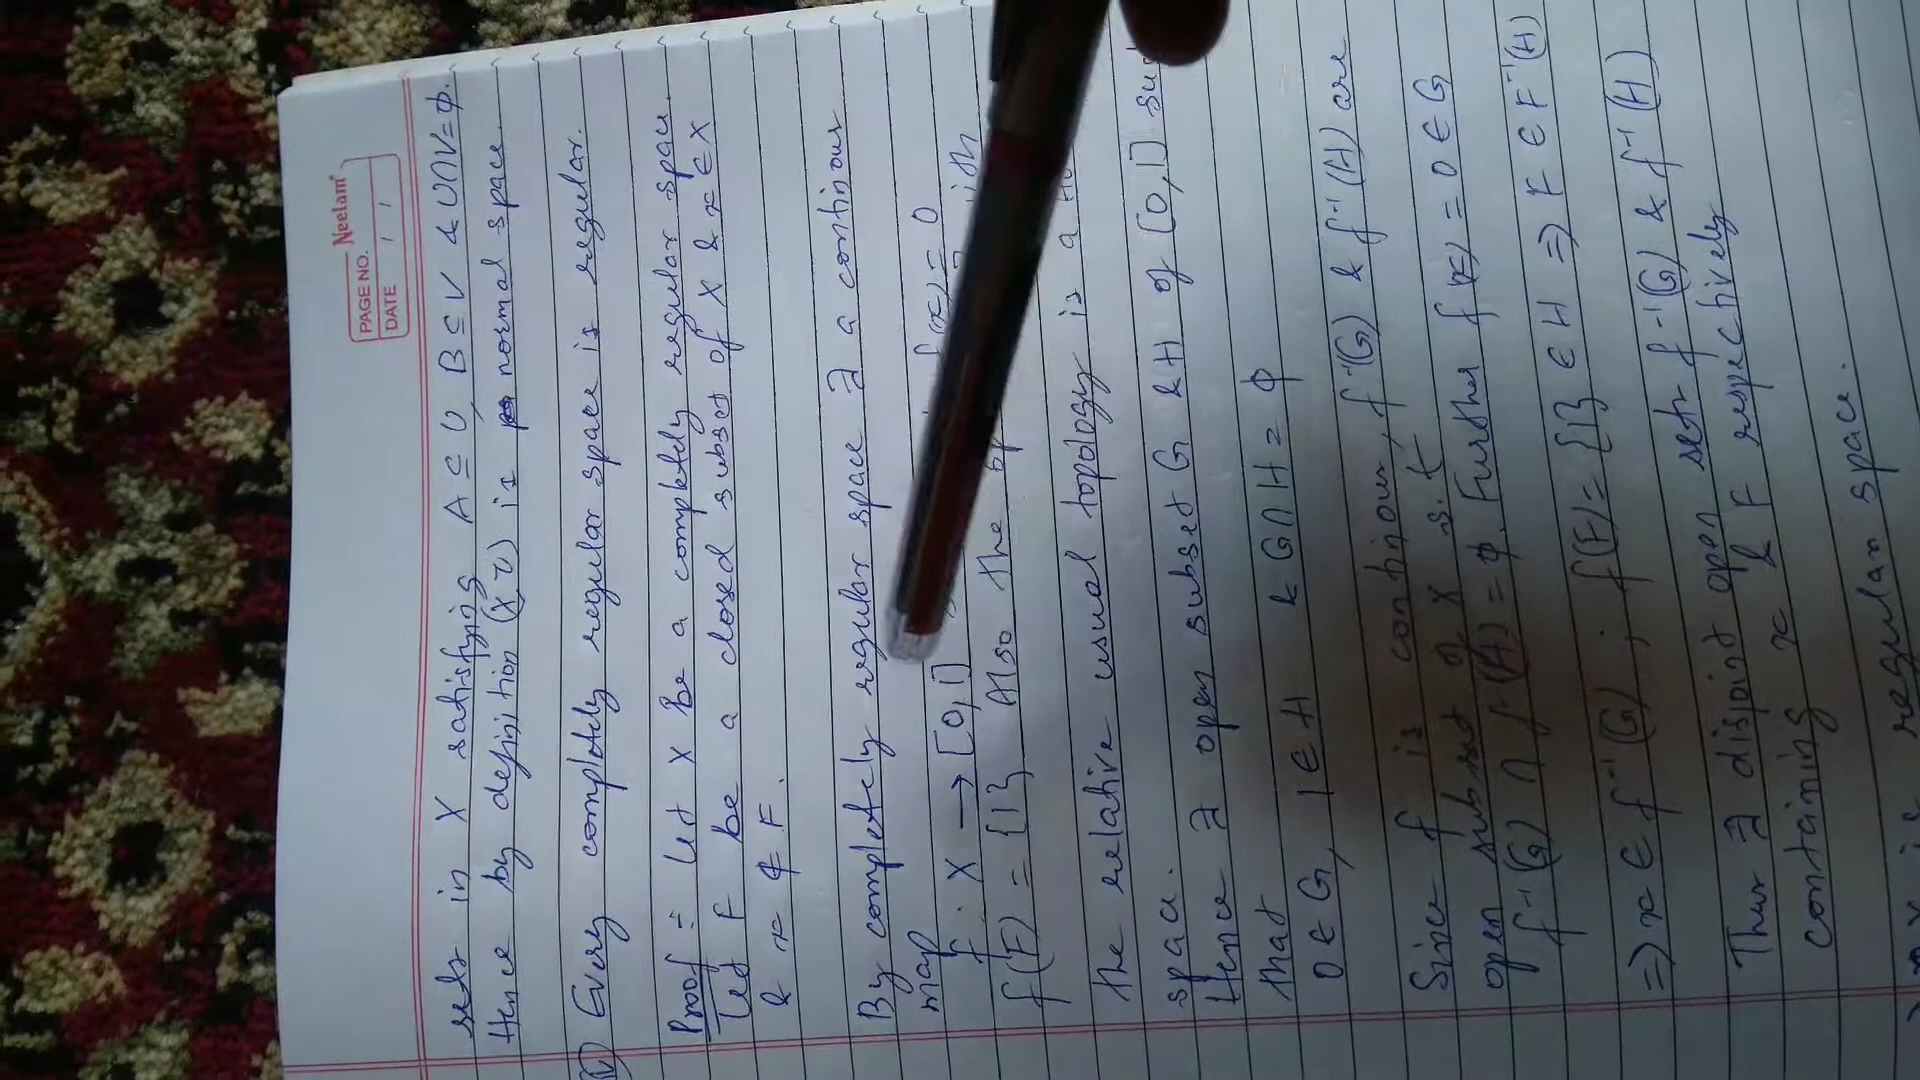 Neelam
PAGE NO.
DATE / /
sets in X satisfying A ⊆ U, B ⊆ V & U∩V=φ.
Hence by definition (X τ) is normal space.
Every completely regular space is regular.
Proof :- Let X Be a completely regular space
Let F be a closed subset of X & x ∈ X
& x ∉ F.
By completely regular space ∃ a continous
map
f: X → [0,1] f(x) = 0
f(F) = {1} Also the
the relative usual topology is a
space.
Hence ∃ open subset G & H of [0,1]
that
0 ∈ G, 1 ∈ H & G∩H = φ
Since f is continous, f⁻¹(G) & f⁻¹(H) are
open subset of X s.t
f⁻¹(G) ∩ f⁻¹(H) = φ. Further f(x) = 0 ∈ G
⇒ x ∈ f⁻¹(G) ; f(F) = {1} ∈ H ⇒ F ∈ F⁻¹(H)
Thus ∃ disjoint open sets f⁻¹(G) & f⁻¹(H)
containing x & F respectively
X is regular space.